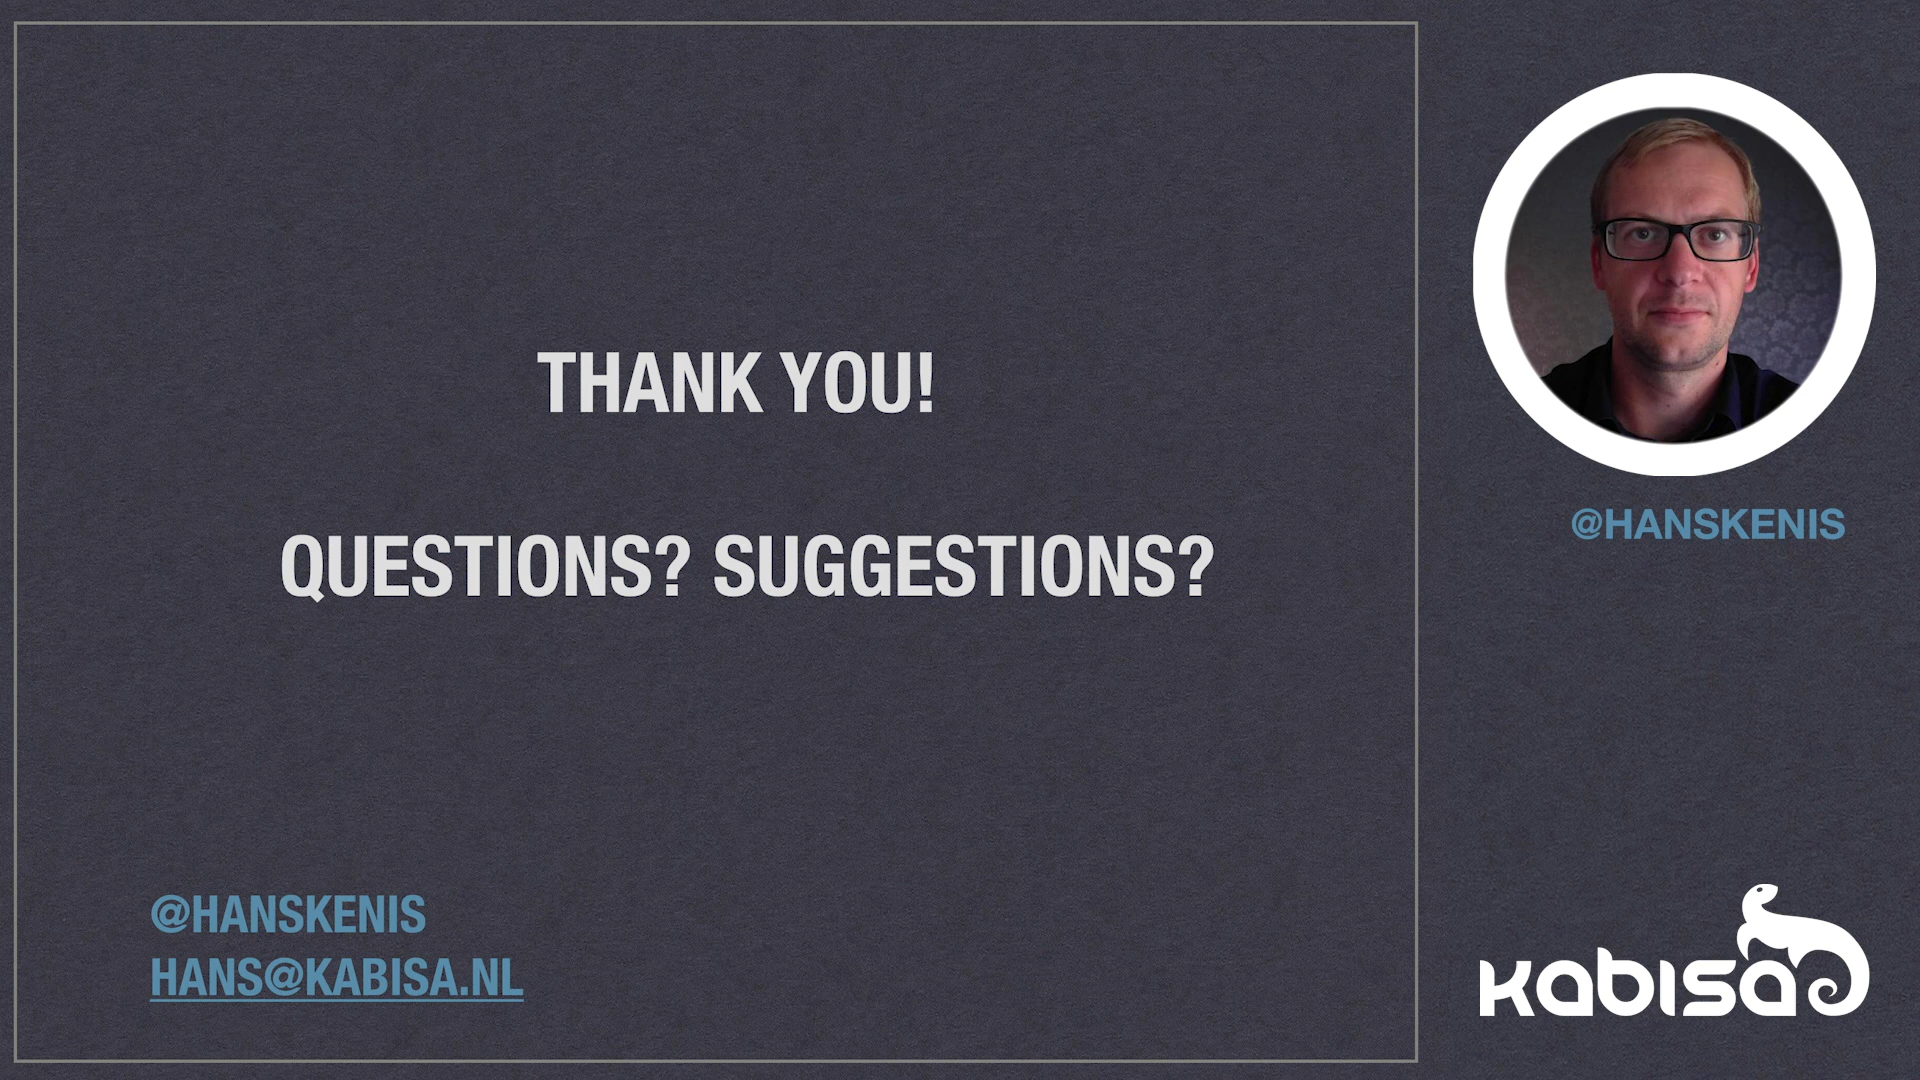 THANK YOU!
QUESTIONS? SUGGESTIONS?
@HANSKENIS
HANS@KABISA.NL
@HANSKENIS
kabisa